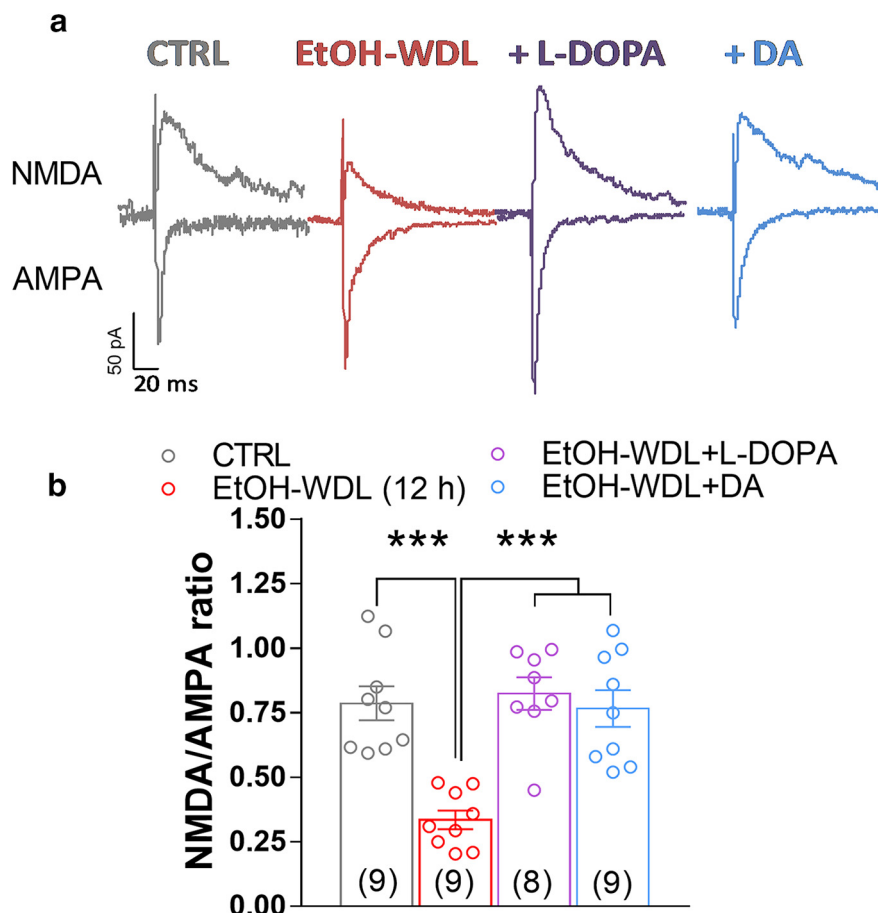 a
CTRL EtOH-WDL + L-DOPA + DA
NMDA
AMPA
50 pA
20 ms
b
CTRL
EtOH-WDL (12 h)
EtOH-WDL+L-DOPA
EtOH-WDL+DA
NMDA/AMPA ratio
1.50
1.25
1.00
0.75
0.50
0.25
0.00
*** ***
(9) (9) (8) (9)